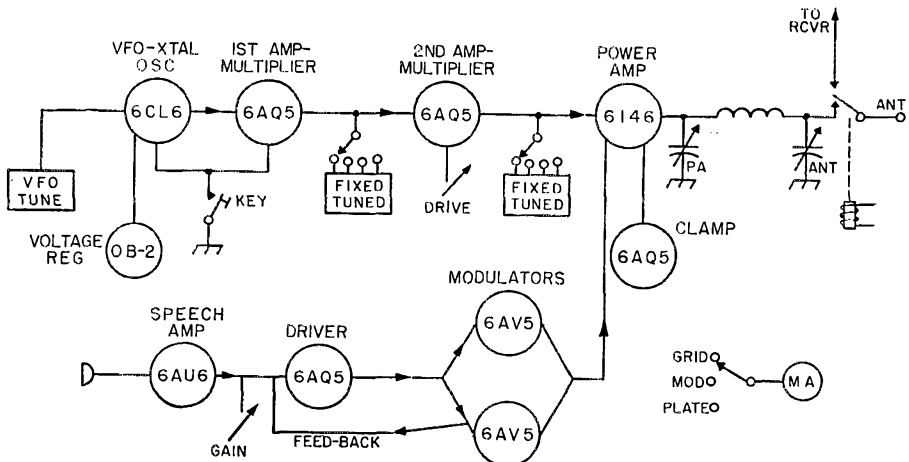 TO
RCVR
VFO-XTAL
OSC
1ST AMP-
MULTIPLIER
2ND AMP-
MULTIPLIER
POWER
AMP
6CL6
6AQ5
6AQ5
6146
ANT
PA
ANT
VFO
TUNE
KEY
FIXED
TUNED
DRIVE
FIXED
TUNED
VOLTAGE
REG
OB-2
CLAMP
6AQ5
MODULATORS
6AV5
SPEECH
AMP
DRIVER
6AU6
6AQ5
GRID
MOD
PLATE
MA
6AV5
FEED-BACK
GAIN